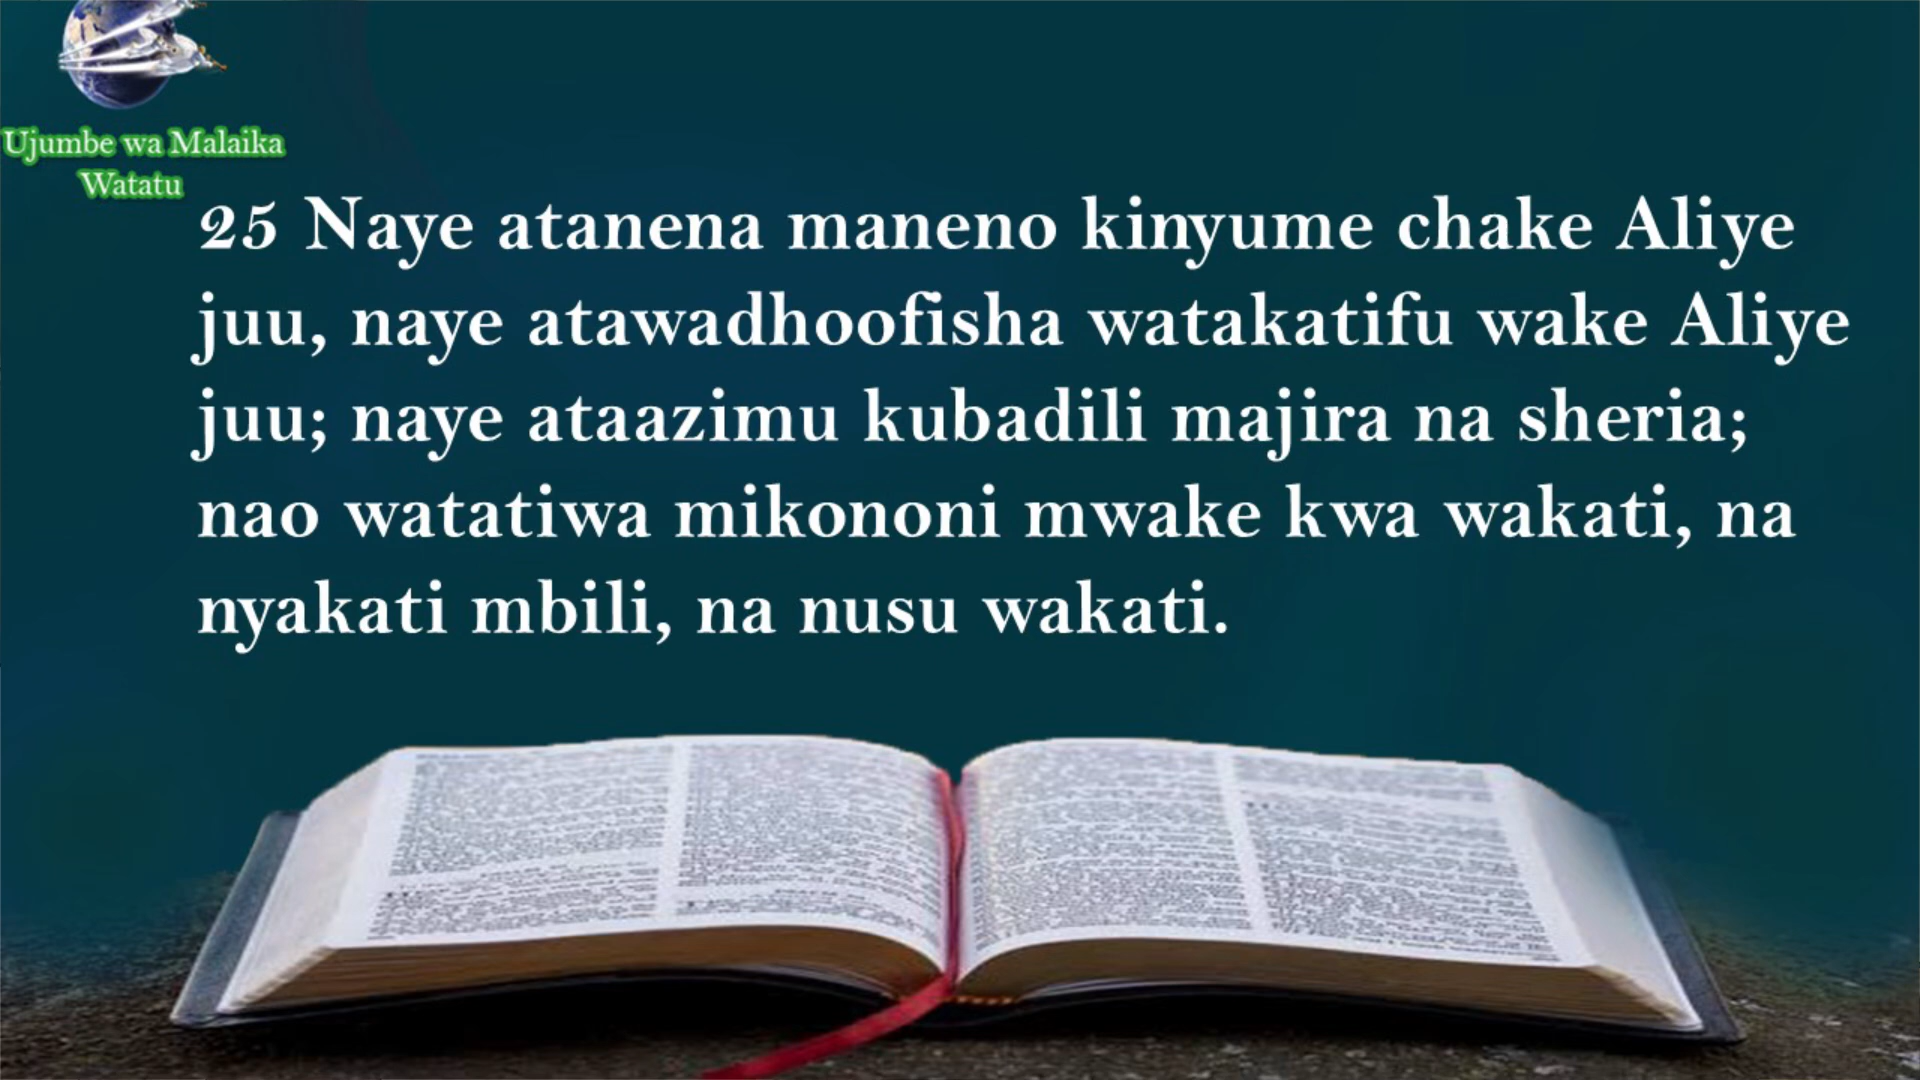 Ujumbe wa Malaika
Watatu
25 Naye atanena maneno kinyume chake Aliye
juu, naye atawadhoofisha watakatifu wake Aliye
juu; naye ataazimu kubadili majira na sheria;
nao watatiwa mikononi mwake kwa wakati, na
nyakati mbili, na nusu wakati.